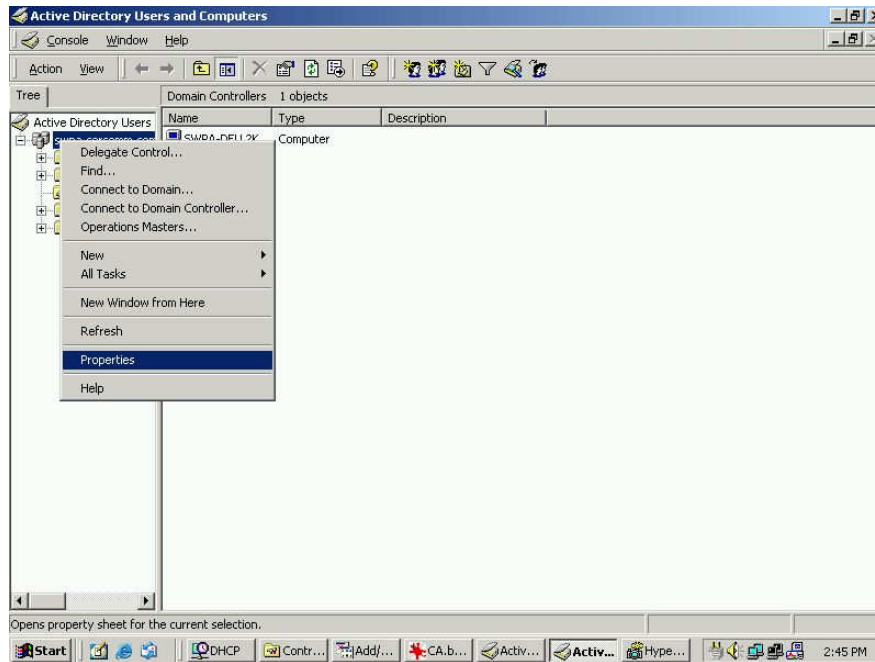 Active Directory Users and Computers
Console Window Help
Action View
Tree
Domain Controllers 1 objects
Active Directory Users
Name Type Description
SWPA-DELL2K Computer
Delegate Control...
Find...
Connect to Domain...
Connect to Domain Controller...
Operations Masters...
New
All Tasks
New Window from Here
Refresh
Properties
Help
Opens property sheet for the current selection.
Start DHCP Contr... Add/... CA.b... Activ... Activ... Hype... 2:45 PM